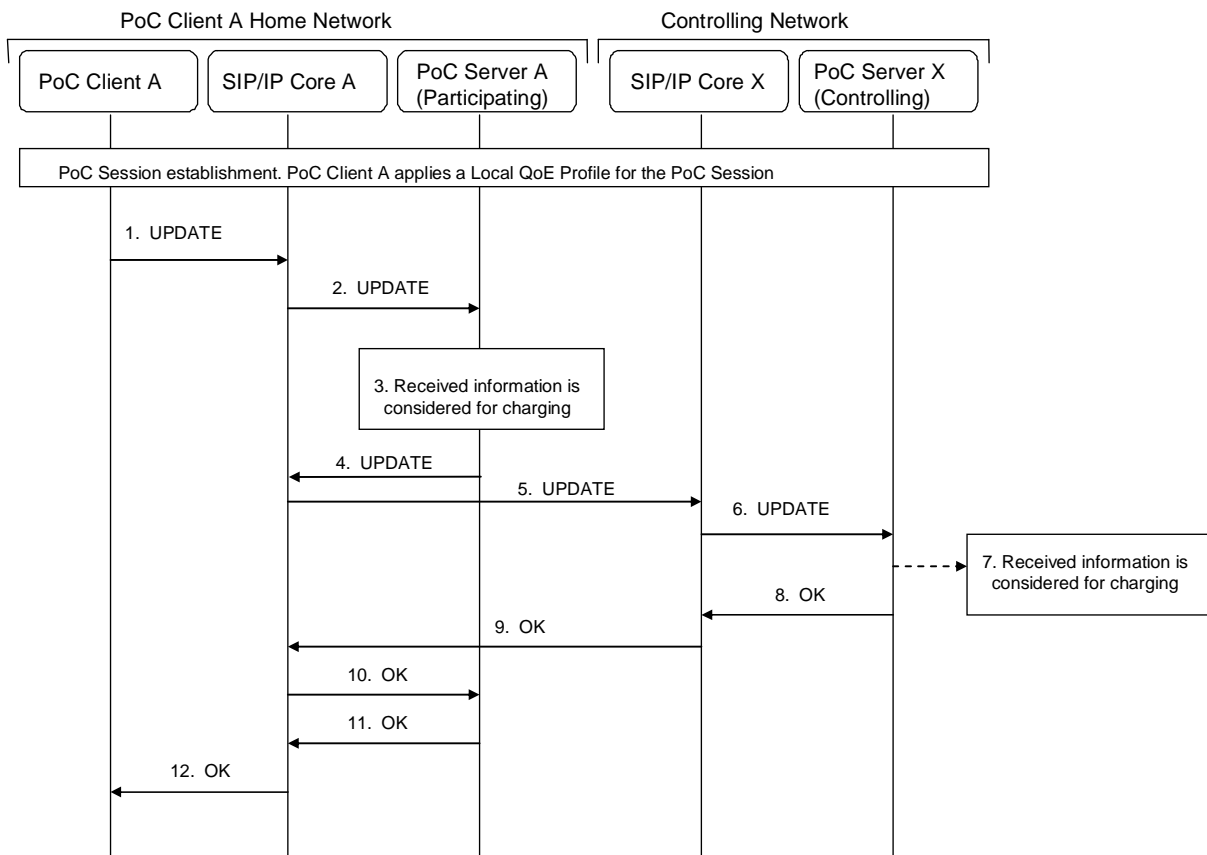 PoC Client A Home Network
Controlling Network
PoC Client A
SIP/IP Core A
PoC Server A
(Participating)
SIP/IP Core X
PoC Server X
(Controlling)
PoC Session establishment. PoC Client A applies a Local QoE Profile for the PoC Session
1. UPDATE
2. UPDATE
3. Received information is
considered for charging
4. UPDATE
5. UPDATE
6. UPDATE
7. Received information is
considered for charging
8. OK
9. OK
10. OK
11. OK
12. OK